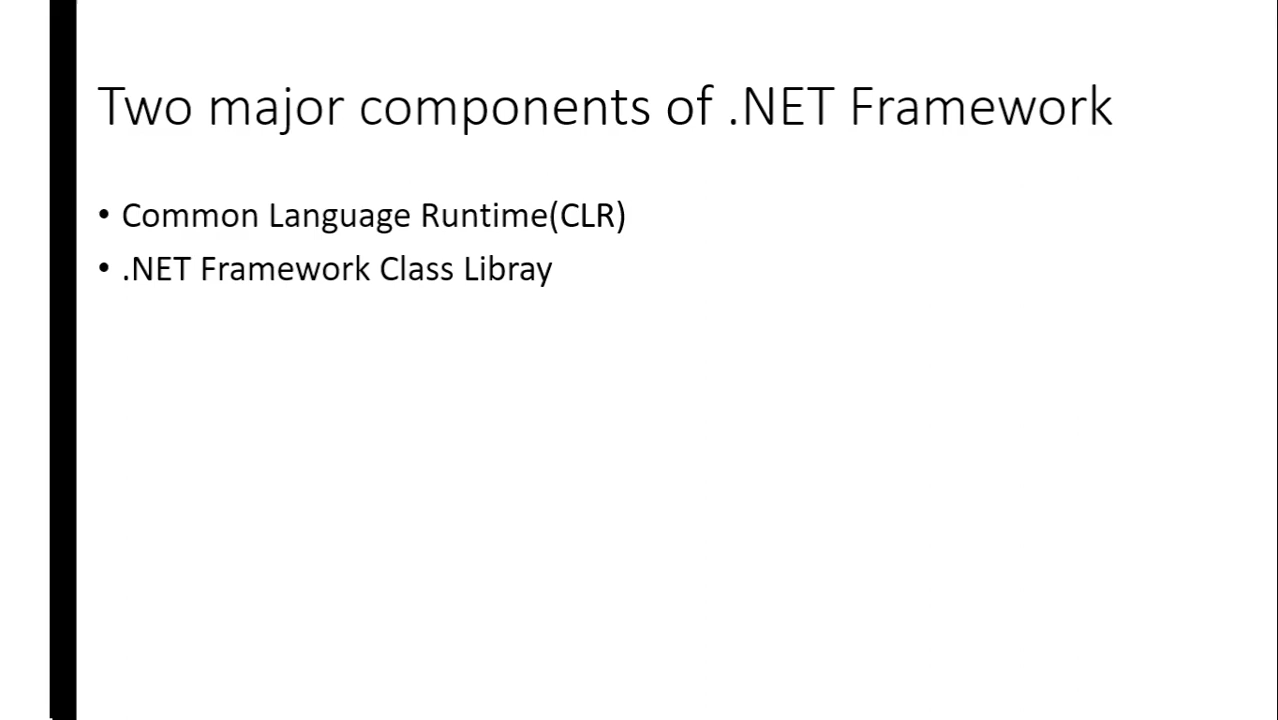 Two major components of .NET Framework
• Common Language Runtime(CLR)
• .NET Framework Class Libray